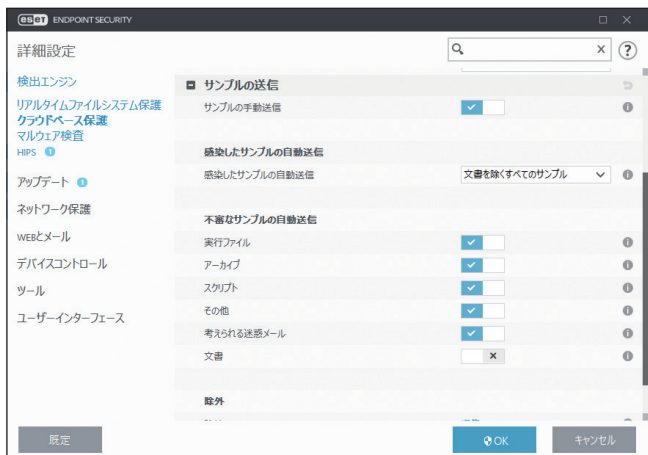 eset ENDPOINT SECURITY
詳細設定
検出エンジン
リアルタイムファイルシステム保護
クラウドベース保護
マルウェア検査
HIPS 1
アップデート 1
ネットワーク保護
WEBとメール
デバイスコントロール
ツール
ユーザーインターフェース
サンプルの送信
サンプルの手動送信
感染したサンプルの自動送信
感染したサンプルの自動送信 文書を除くすべてのサンプル
不審なサンプルの自動送信
実行ファイル
アーカイブ
スクリプト
その他
考えられる迷惑メール
文書
除外
既定
OK
キャンセル